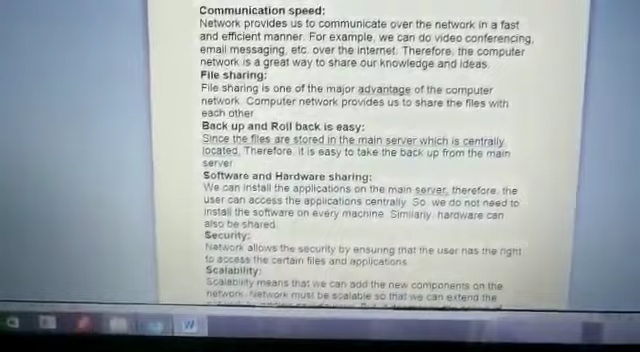 Communication speed:
Network provides us to communicate over the network in a fast
and efficient manner. For example, we can do video conferencing,
email messaging, etc. over the internet. Therefore, the computer
network is a great way to share our knowledge and ideas.
File sharing:
File sharing is one of the major advantage of the computer
network. Computer network provides us to share the files with
each other
Back up and Roll back is easy:
Since the files are stored in the main server which is centrally
located. Therefore, it is easy to take the back up from the main
server
Software and Hardware sharing:
We can install the applications on the main server, therefore, the
user can access the applications centrally. So, we do not need to
install the software on every machine. Similarly, hardware can
also be shared.
Security:
Network allows the security by ensuring that the user has the right
to access the certain files and applications.
Scalability:
Scalability means that we can add the new components on the
network. Network must be scalable so that we can extend the
W